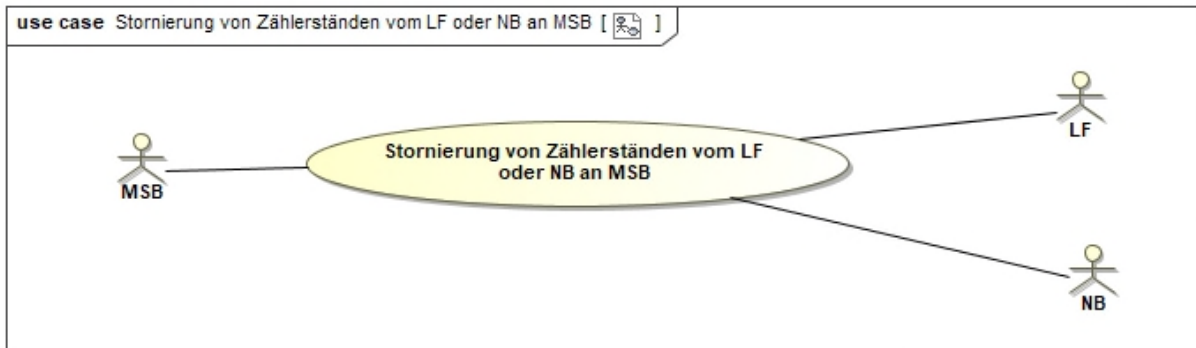 use case Stornierung von Zählerständen vom LF oder NB an MSB [ ]
LF
Stornierung von Zählerständen vom LF
oder NB an MSB
MSB
NB